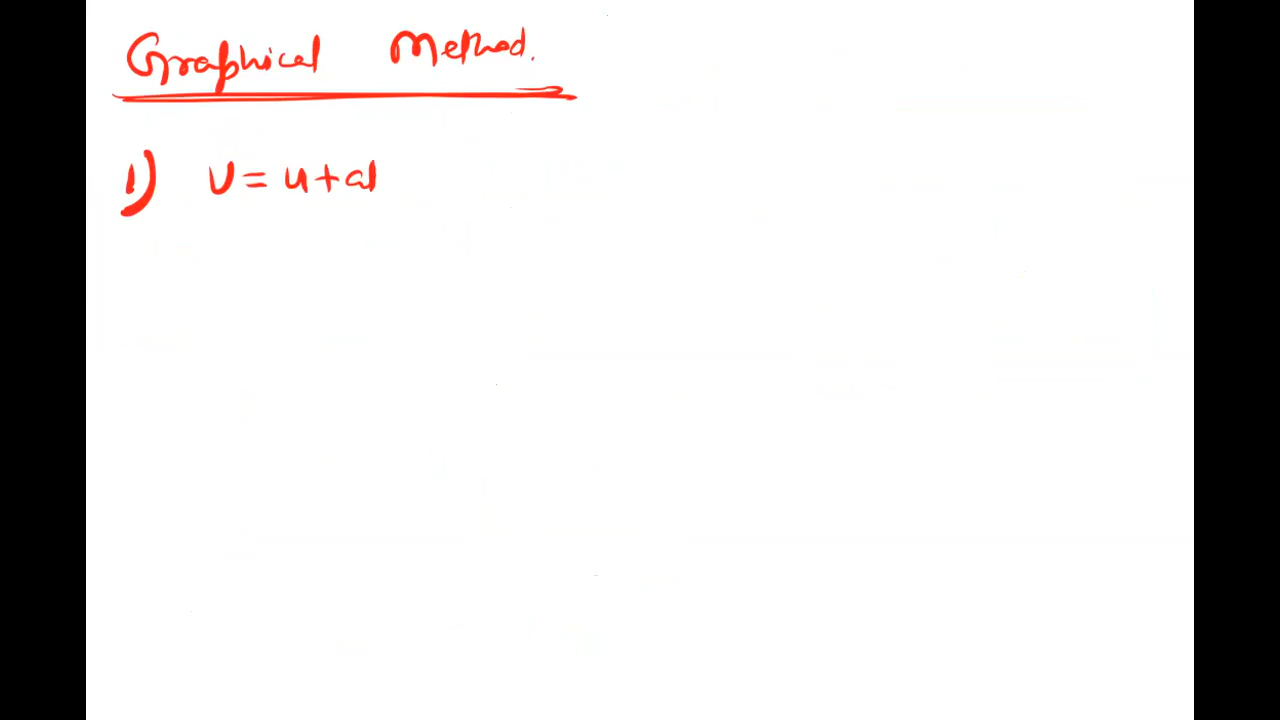 Graphical Method.
1) v = u + at